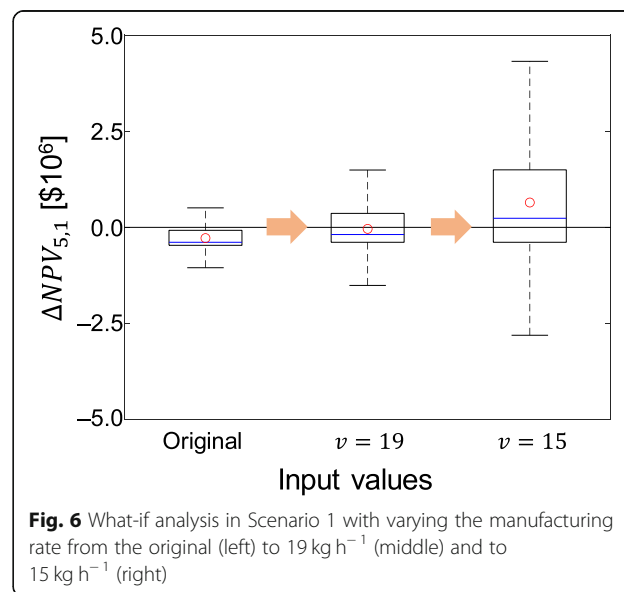 5.0
2.5
0.0
−2.5
−5.0
ΔNPV₅,₁ [$10⁶]
Original v = 19 v = 15
Input values
Fig. 6 What-if analysis in Scenario 1 with varying the manufacturing
rate from the original (left) to 19 kg h⁻¹ (middle) and to
15 kg h⁻¹ (right)